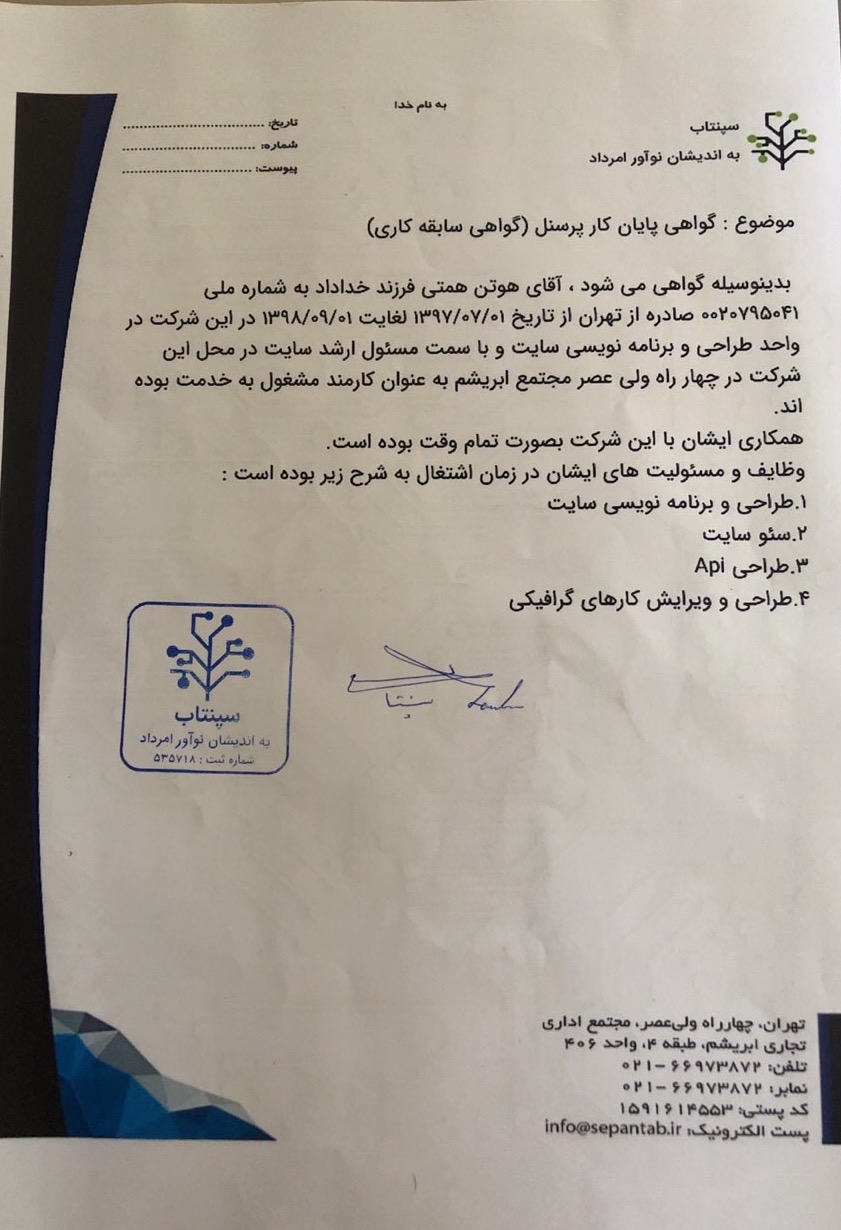 به نام خدا
سپنتاب
به اندیشان نوآور امرداد
تاریخ: ........................................
شماره: ........................................
پیوست: ........................................
موضوع : گواهی پایان کار پرسنل (گواهی سابقه کاری)
بدینوسیله گواهی می شود ، آقای هوتن همتی فرزند خداداد به شماره ملی
۰۰۲۰۷۹۵۰۴۱ صادره از تهران از تاریخ ۱۳۹۷/۰۷/۰۱ لغایت ۱۳۹۸/۰۹/۰۱ در این شرکت در
واحد طراحی و برنامه نویسی سایت و با سمت مسئول ارشد سایت در محل این
شرکت در چهار راه ولی عصر مجتمع ابریشم به عنوان کارمند مشغول به خدمت بوده
اند.
همکاری ایشان با این شرکت بصورت تمام وقت بوده است.
وظایف و مسئولیت های ایشان در زمان اشتغال به شرح زیر بوده است :
۱.طراحی و برنامه نویسی سایت
۲.سئو سایت
۳.طراحی Api
۴.طراحی و ویرایش کارهای گرافیکی
سپنتاب
به اندیشان نوآور امرداد
شماره ثبت : ۵۳۵۷۱۸
تهران، چهارراه ولی‌عصر، مجتمع اداری
تجاری ابریشم، طبقه ۴، واحد ۴۰۶
تلفن: ۶۶۹۷۳۸۷۲–۰۲۱
نمابر: ۶۶۹۷۳۸۷۲–۰۲۱
کد پستی: ۱۵۹۱۶۱۴۵۵۳
پست الکترونیک: info@sepantab.ir